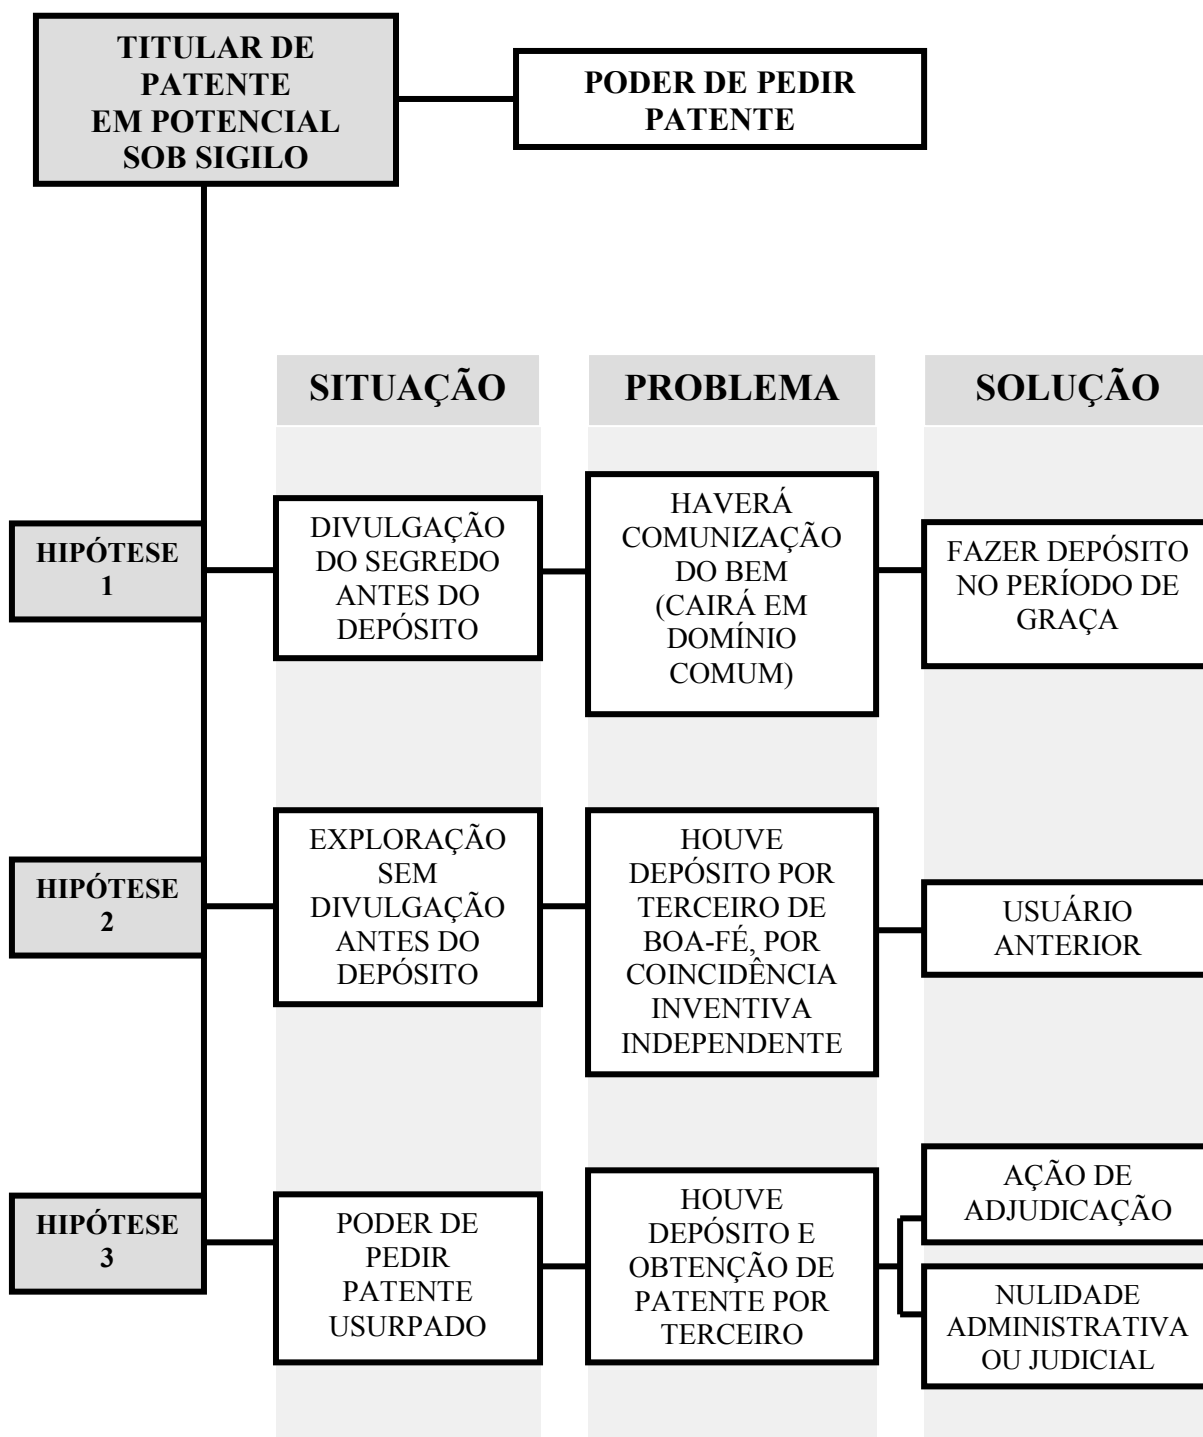 TITULAR DE
PATENTE
EM POTENCIAL
SOB SIGILO
PODER DE PEDIR
PATENTE
SITUAÇÃO
PROBLEMA
SOLUÇÃO
HIPÓTESE
1
DIVULGAÇÃO
DO SEGREDO
ANTES DO
DEPÓSITO
HAVERÁ
COMUNIZAÇÃO
DO BEM
(CAIRÁ EM
DOMÍNIO
COMUM)
FAZER DEPÓSITO
NO PERÍODO DE
GRAÇA
HIPÓTESE
2
EXPLORAÇÃO
SEM
DIVULGAÇÃO
ANTES DO
DEPÓSITO
HOUVE
DEPÓSITO POR
TERCEIRO DE
BOA-FÉ, POR
COINCIDÊNCIA
INVENTIVA
INDEPENDENTE
USUÁRIO
ANTERIOR
HIPÓTESE
3
PODER DE
PEDIR
PATENTE
USURPADO
HOUVE
DEPÓSITO E
OBTENÇÃO DE
PATENTE POR
TERCEIRO
AÇÃO DE
ADJUDICAÇÃO
NULIDADE
ADMINISTRATIVA
OU JUDICIAL